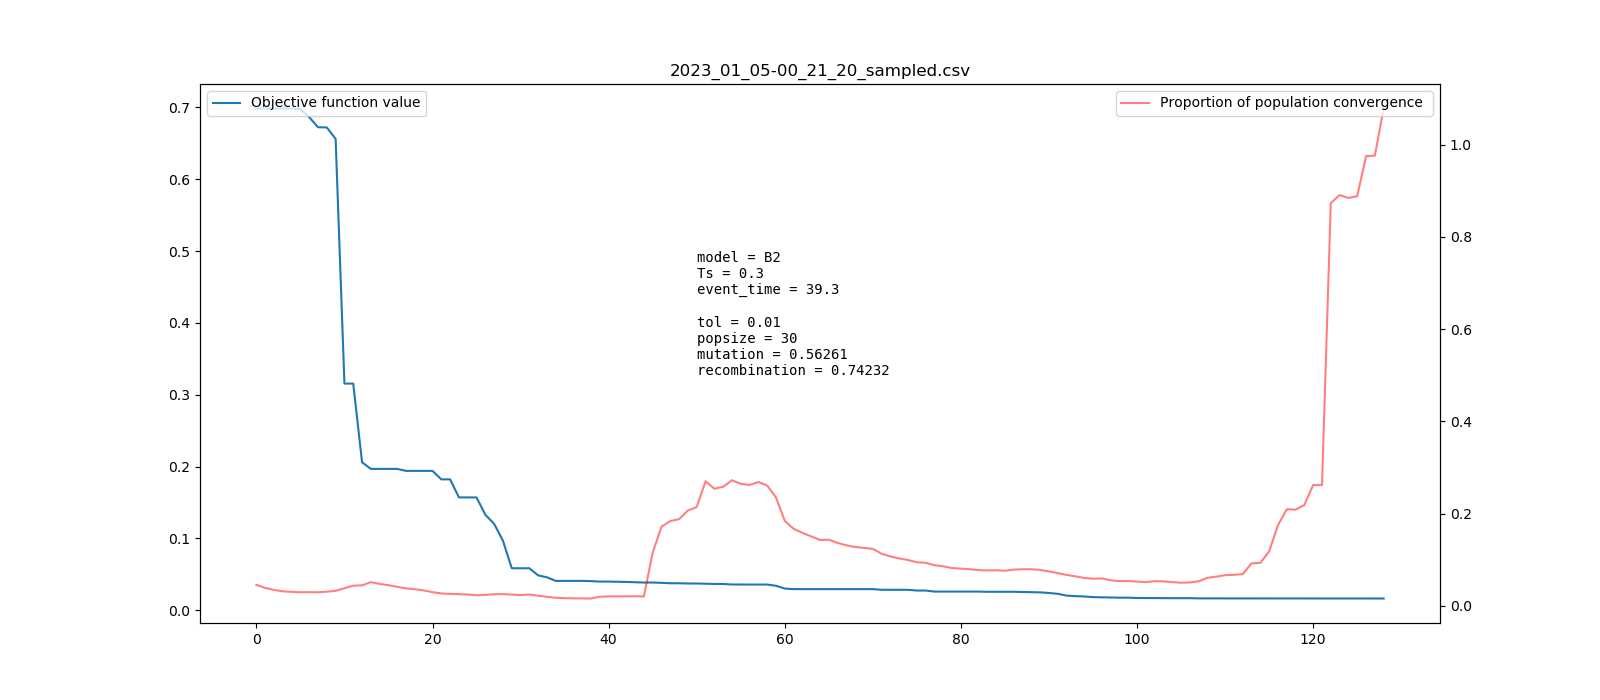 2023_01_05-00_21_20_sampled.csv
Objective function value
Proportion of population convergence
0.7
0.6
0.5
0.4
0.3
0.2
0.1
0.0
1.0
0.8
0.6
0.4
0.2
0.0
model = B2
Ts = 0.3
event_time = 39.3
tol = 0.01
popsize = 30
mutation = 0.56261
recombination = 0.74232
0 20 40 60 80 100 120